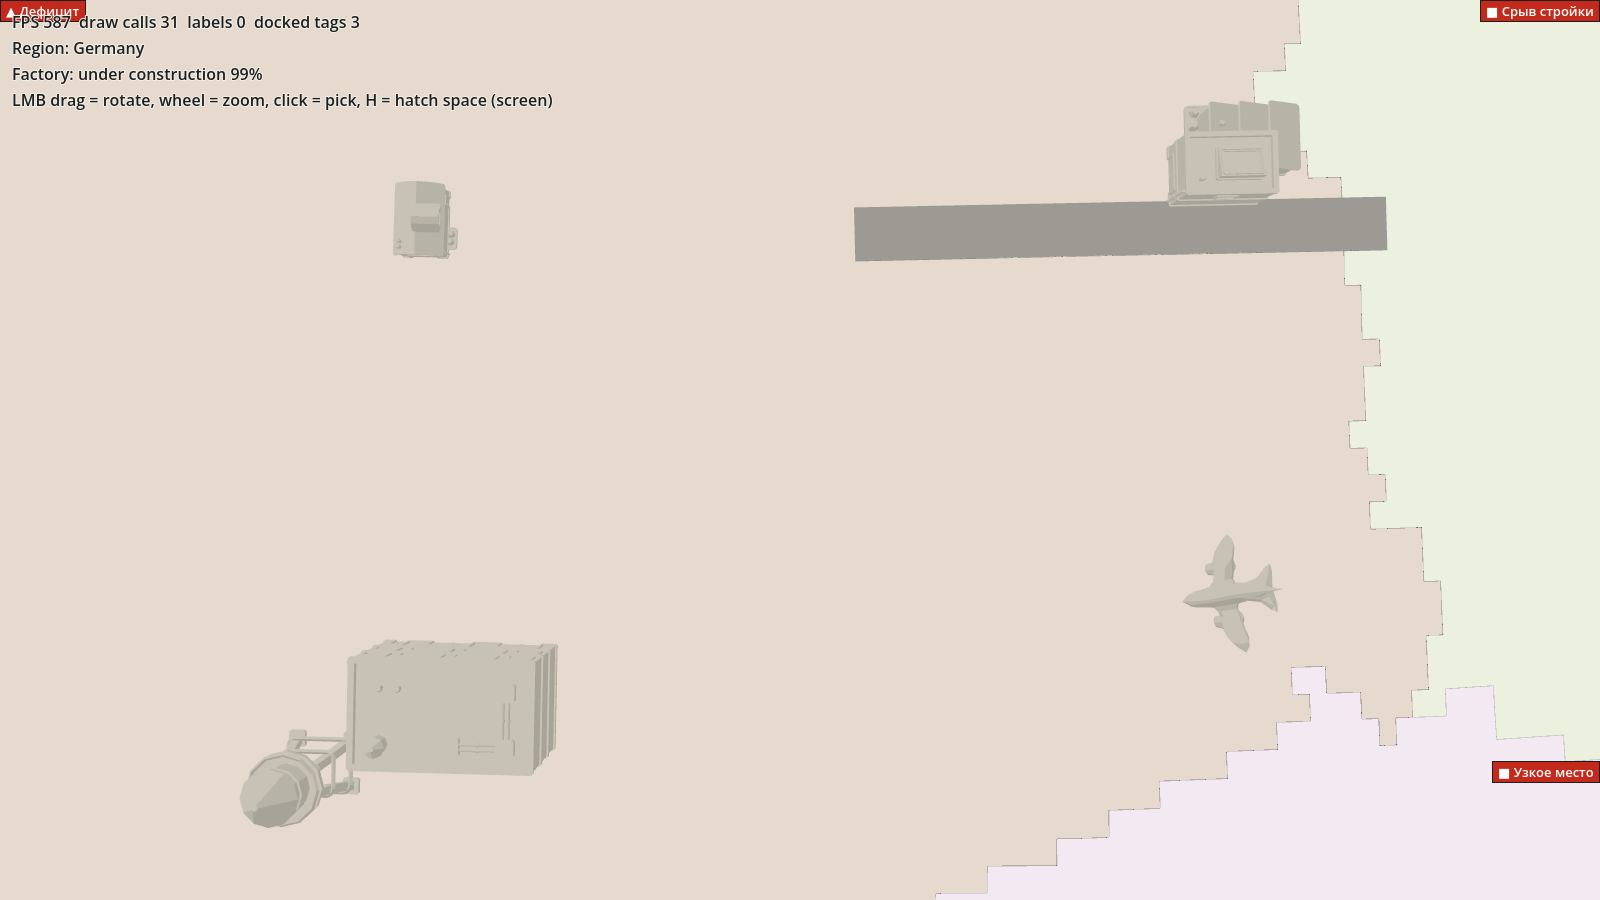 ▲ Дефицит
FPS 587 draw calls 31 labels 0 docked tags 3
Region: Germany
Factory: under construction 99%
LMB drag = rotate, wheel = zoom, click = pick, H = hatch space (screen)
■ Срыв стройки
■ Узкое место